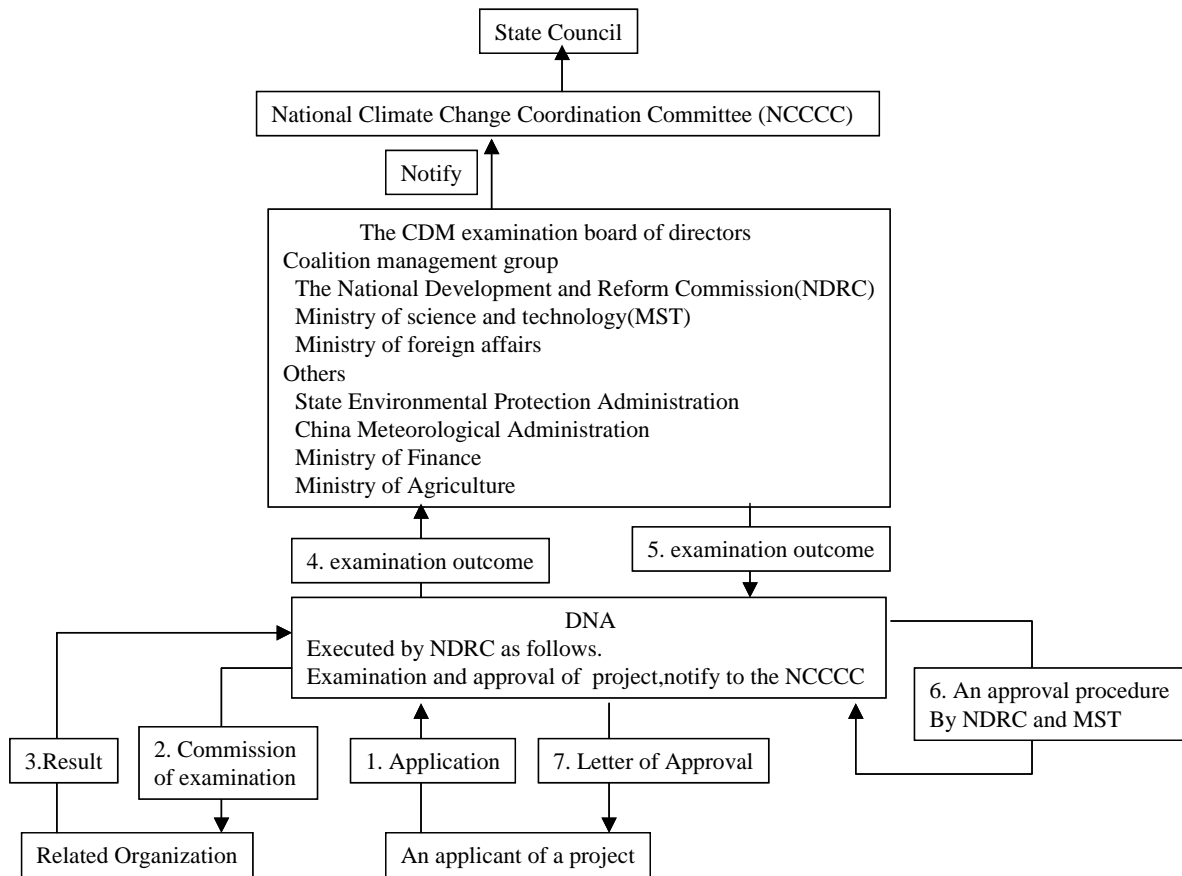 State Council
National Climate Change Coordination Committee (NCCCC)
Notify
The CDM examination board of directors
Coalition management group
The National Development and Reform Commission(NDRC)
Ministry of science and technology(MST)
Ministry of foreign affairs
Others
State Environmental Protection Administration
China Meteorological Administration
Ministry of Finance
Ministry of Agriculture
4. examination outcome
5. examination outcome
DNA
Executed by NDRC as follows.
Examination and approval of project,notify to the NCCCC
6. An approval procedure
By NDRC and MST
3.Result
2. Commission
of examination
1. Application
7. Letter of Approval
Related Organization
An applicant of a project